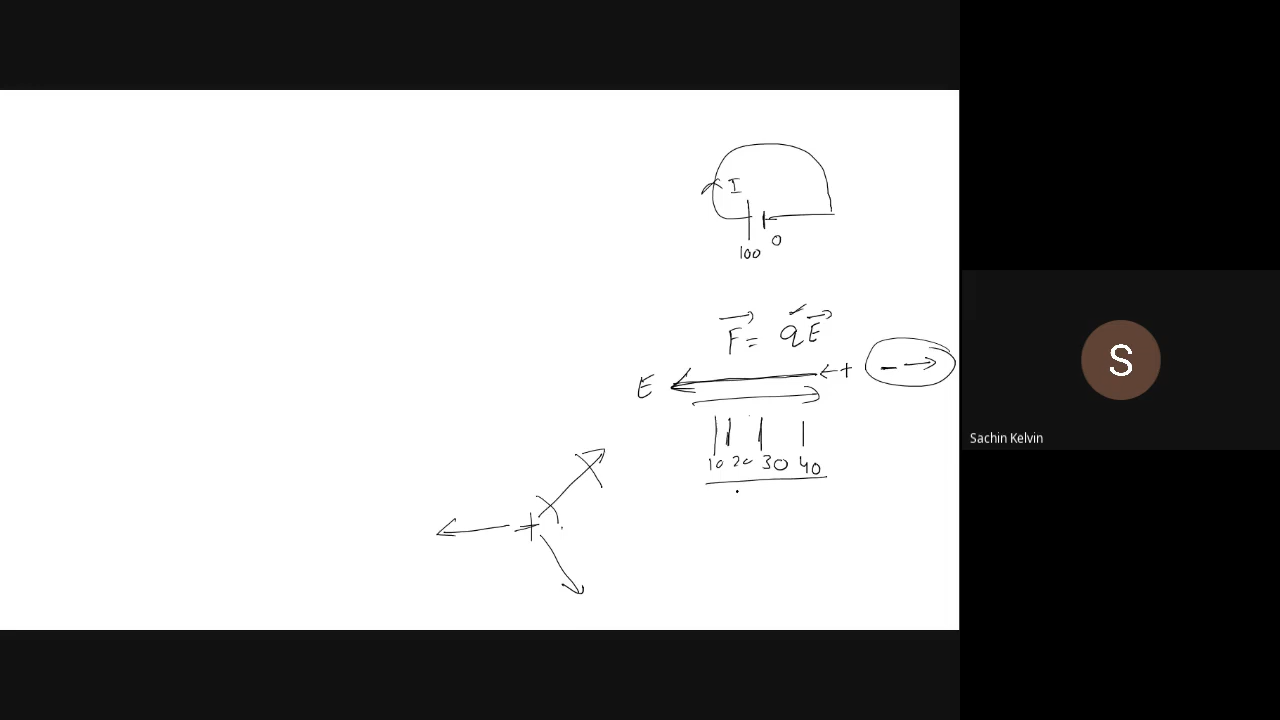 I
100 0
F = qE
E ← + - →
10 20 30 40
+
S
Sachin Kelvin